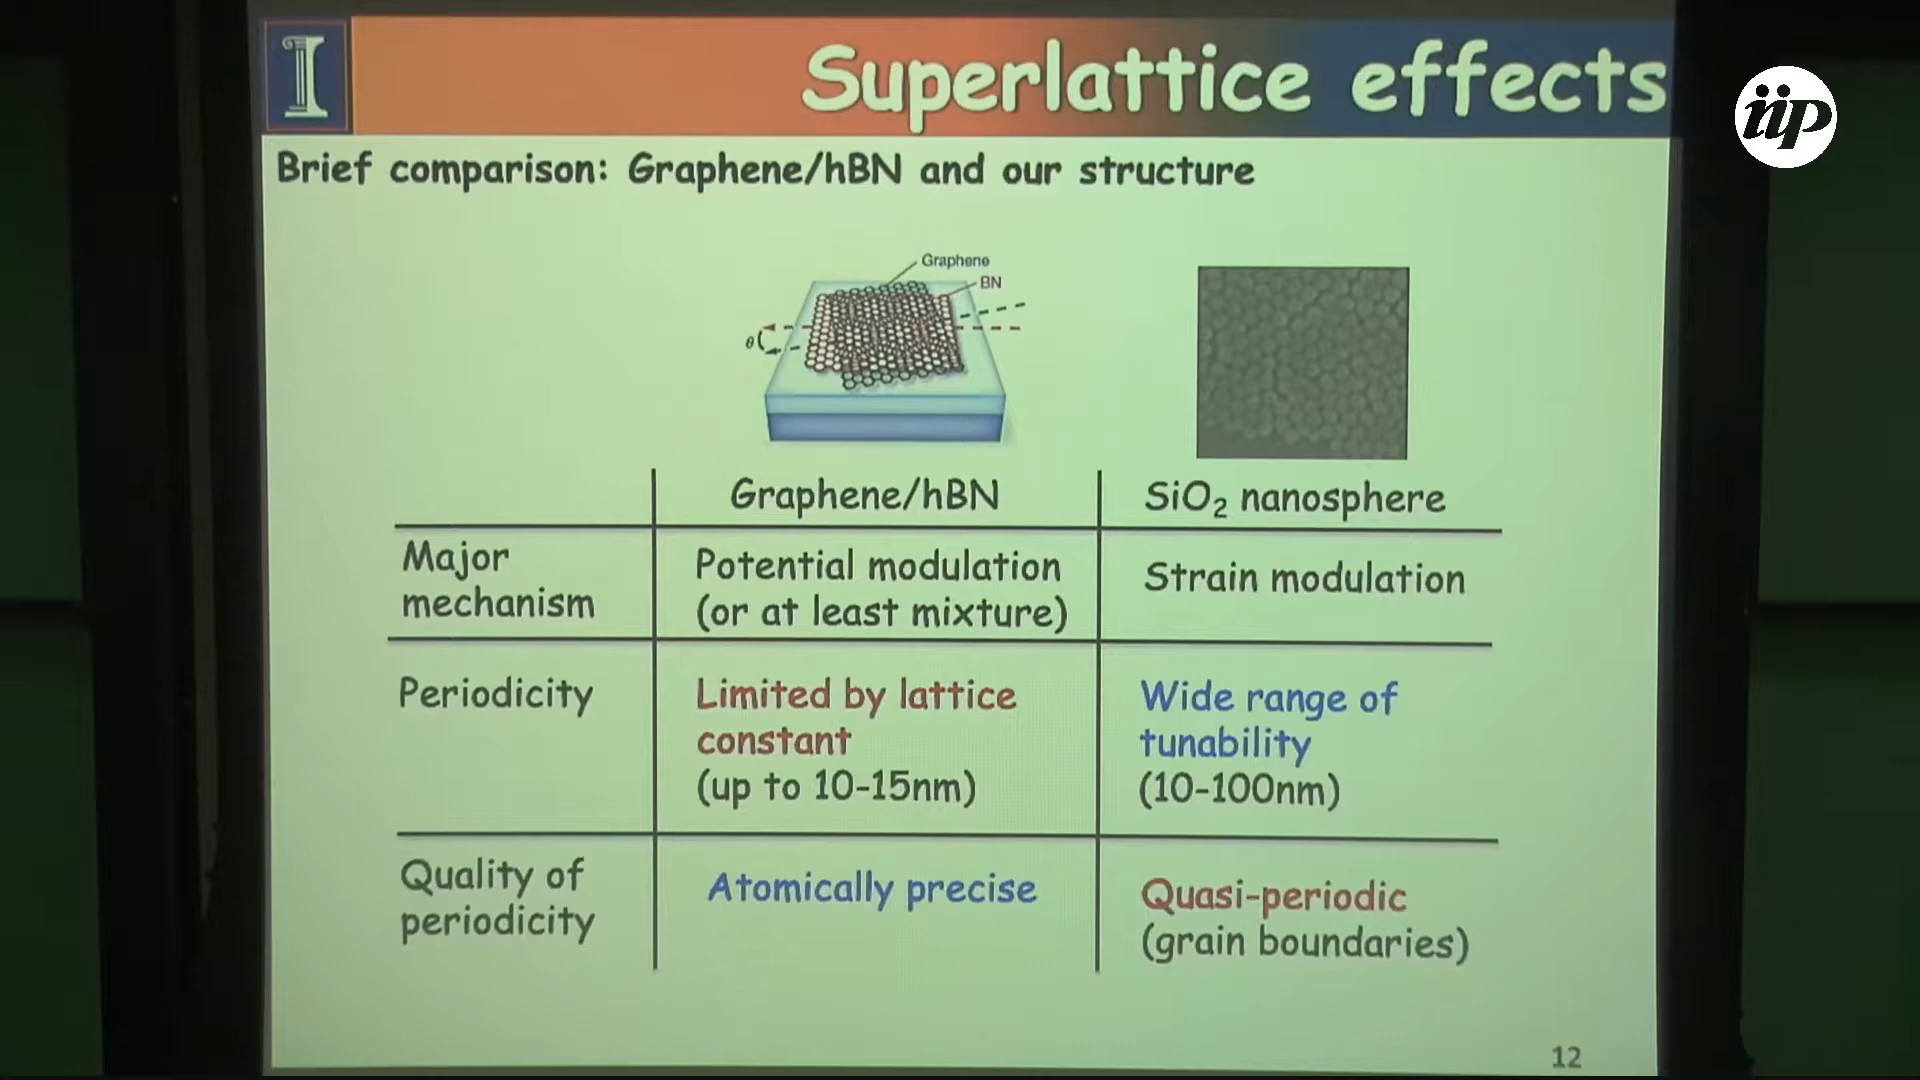 I
Superlattice effects
iip
Brief comparison: Graphene/hBN and our structure
Graphene
BN
θ
Graphene/hBN
SiO₂ nanosphere
Major
mechanism
Potential modulation
(or at least mixture)
Strain modulation
Periodicity
Limited by lattice
constant
(up to 10-15nm)
Wide range of
tunability
(10-100nm)
Quality of
periodicity
Atomically precise
Quasi-periodic
(grain boundaries)
12